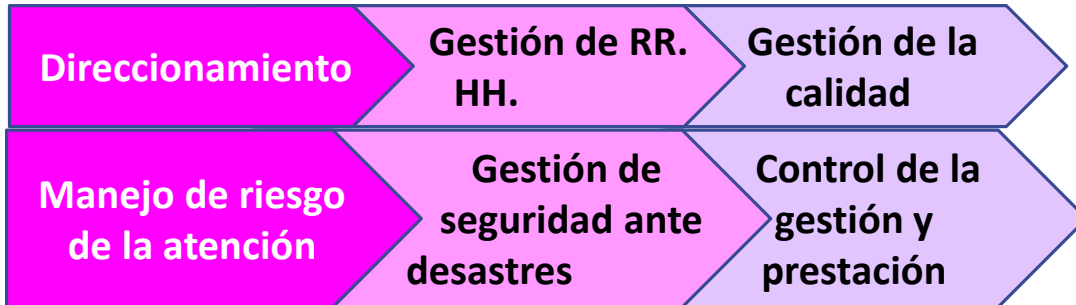 Direccionamiento
Gestión de RR.
HH.
Gestión de la
calidad
Manejo de riesgo
de la atención
Gestión de
seguridad ante
desastres
Control de la
gestión y
prestación